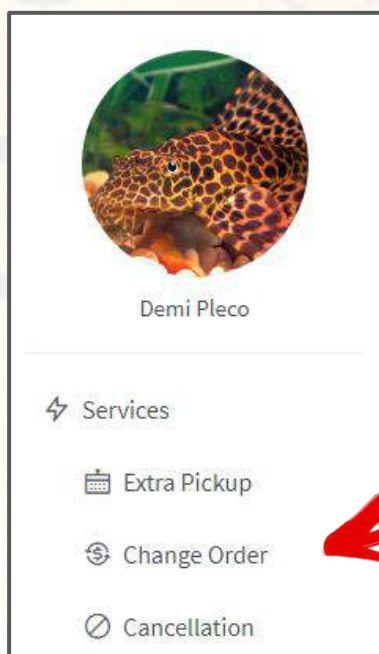 Demi Pleco
Services
Extra Pickup
Change Order
Cancellation